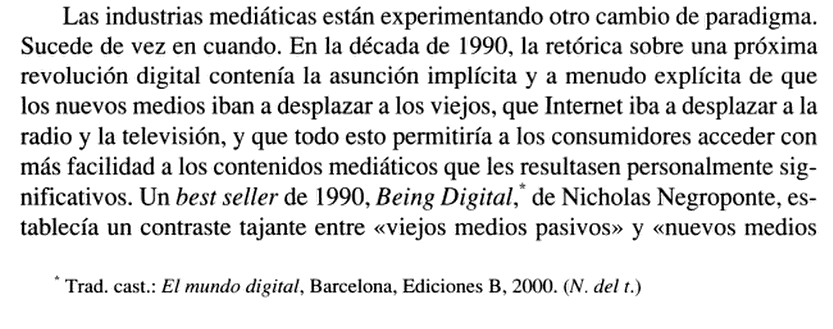 Las industrias mediáticas están experimentando otro cambio de paradigma.
Sucede de vez en cuando. En la década de 1990, la retórica sobre una próxima
revolución digital contenía la asunción implícita y a menudo explícita de que
los nuevos medios iban a desplazar a los viejos, que Internet iba a desplazar a la
radio y la televisión, y que todo esto permitiría a los consumidores acceder con
más facilidad a los contenidos mediáticos que les resultasen personalmente sig-
nificativos. Un best seller de 1990, Being Digital,* de Nicholas Negroponte, es-
tablecía un contraste tajante entre «viejos medios pasivos» y «nuevos medios
* Trad. cast.: El mundo digital, Barcelona, Ediciones B, 2000. (N. del t.)